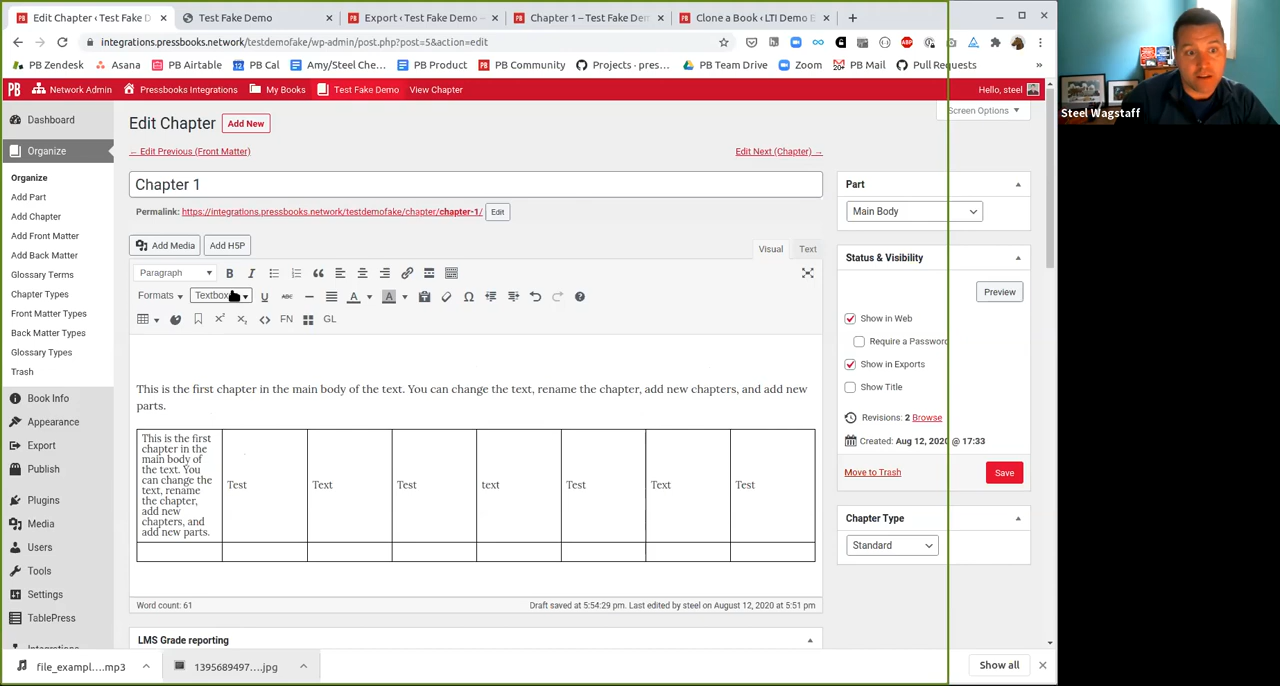 Edit Chapter ‹ Test Fake D
Test Fake Demo
Export ‹ Test Fake Demo –
Chapter 1 – Test Fake Dem
Clone a Book ‹ LTI Demo E
integrations.pressbooks.network/testdemofake/wp-admin/post.php?post=5&action=edit
PB Zendesk
Asana
PB Airtable
PB Cal
Amy/Steel Che...
PB Product
PB Community
Projects · pres...
PB Team Drive
Zoom
PB Mail
Pull Requests
»
PB
Network Admin
Pressbooks Integrations
My Books
Test Fake Demo
View Chapter
Hello, steel
Steel Wagstaff
Dashboard
Organize
Organize
Add Part
Add Chapter
Add Front Matter
Add Back Matter
Glossary Terms
Chapter Types
Front Matter Types
Back Matter Types
Glossary Types
Trash
Book Info
Appearance
Export
Publish
Plugins
Media
Users
Tools
Settings
TablePress
Edit Chapter
Add New
Screen Options
← Edit Previous (Front Matter)
Edit Next (Chapter) →
Chapter 1
Permalink: https://integrations.pressbooks.network/testdemofake/chapter/chapter-1/
Edit
Add Media
Add H5P
Visual
Text
Paragraph
B
I
Formats
Textbox
U
ABC
A
A
Ω
FN
GL
This is the first chapter in the main body of the text. You can change the text, rename the chapter, add new chapters, and add new
parts.
This is the first
chapter in the
main body of
the text. You
can change the
text, rename
the chapter,
add new
chapters, and
add new parts.
Test
Text
Test
text
Test
Text
Test
Word count: 61
Draft saved at 5:54:29 pm. Last edited by steel on August 12, 2020 at 5:51 pm
LMS Grade reporting
Part
Main Body
Status & Visibility
Preview
Show in Web
Require a Password
Show in Exports
Show Title
Revisions: 2 Browse
Created: Aug 12, 2020 @ 17:33
Move to Trash
Save
Chapter Type
Standard
file_exampl....mp3
1395689497....jpg
Show all